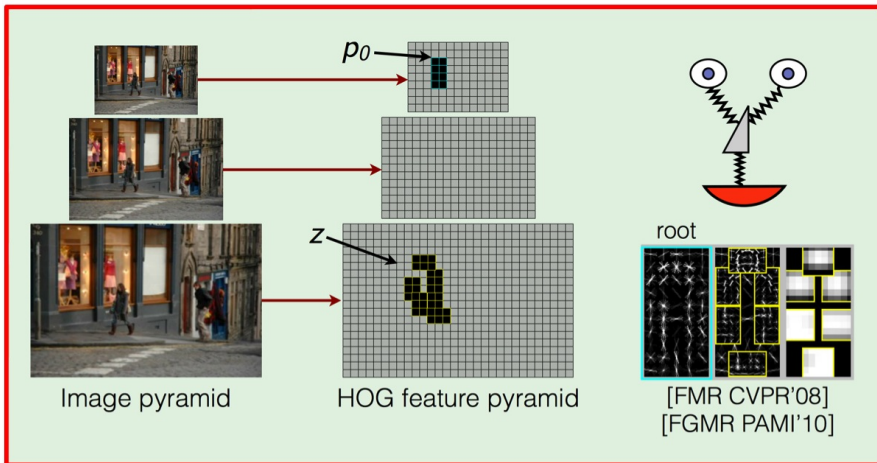 p0
z
root
Image pyramid
HOG feature pyramid
[FMR CVPR'08]
[FGMR PAMI'10]